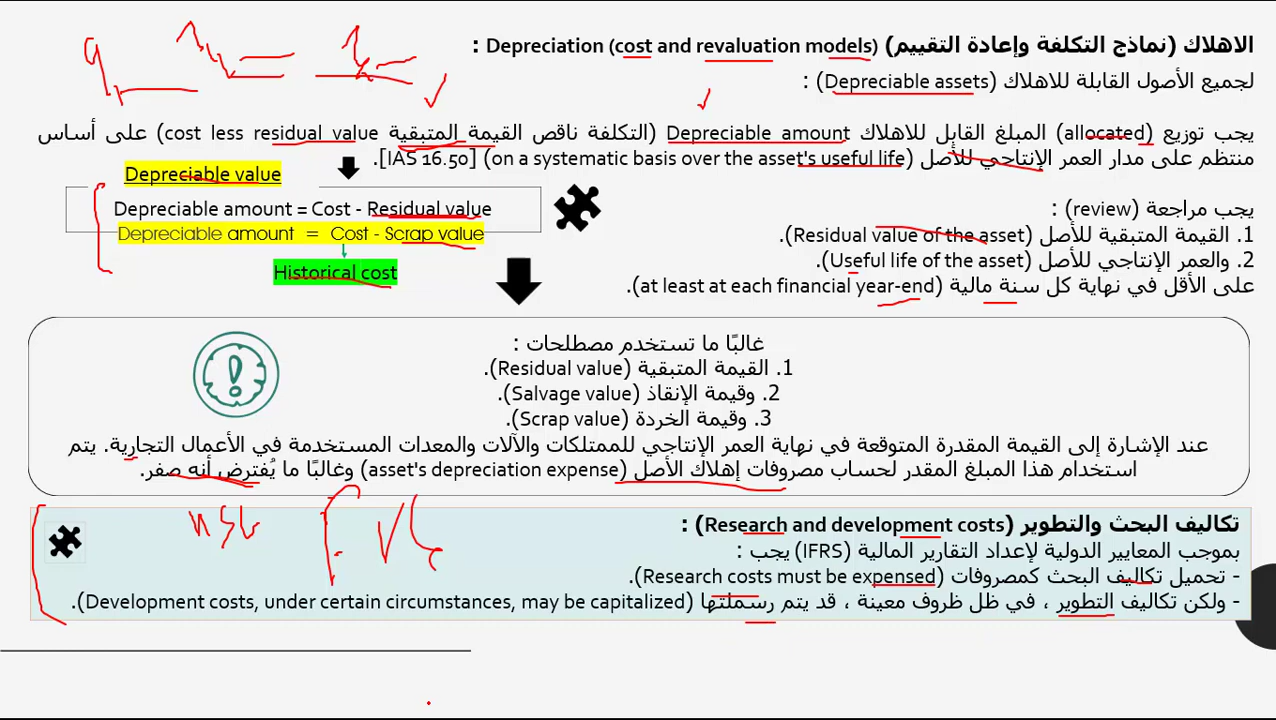 الاهلاك (نماذج التكلفة وإعادة التقييم) Depreciation (cost and revaluation models) :
لجميع الأصول القابلة للاهلاك (Depreciable assets) :
يجب توزيع (allocated) المبلغ القابل للاهلاك Depreciable amount (التكلفة ناقص القيمة المتبقية cost less residual value) على أساس
منتظم على مدار العمر الإنتاجي للأصل (on a systematic basis over the asset's useful life) [IAS 16.50].
Depreciable value
Depreciable amount = Cost - Residual value
Depreciable amount = Cost - Scrap value
Historical cost
يجب مراجعة (review) :
1. القيمة المتبقية للأصل (Residual value of the asset).
2. والعمر الإنتاجي للأصل (Useful life of the asset).
على الأقل في نهاية كل سنة مالية (at least at each financial year-end).
غالبًا ما تستخدم مصطلحات :
1. القيمة المتبقية (Residual value).
2. وقيمة الإنقاذ (Salvage value).
3. وقيمة الخردة (Scrap value).
عند الإشارة إلى القيمة المقدرة المتوقعة في نهاية العمر الإنتاجي للممتلكات والآلات والمعدات المستخدمة في الأعمال التجارية. يتم
استخدام هذا المبلغ المقدر لحساب مصروفات إهلاك الأصل (asset's depreciation expense) وغالبًا ما يُفترض أنه صفر.
تكاليف البحث والتطوير (Research and development costs) :
بموجب المعايير الدولية لإعداد التقارير المالية (IFRS) يجب :
- تحميل تكاليف البحث كمصروفات (Research costs must be expensed).
- ولكن تكاليف التطوير ، في ظل ظروف معينة ، قد يتم رسملتها (Development costs, under certain circumstances, may be capitalized).